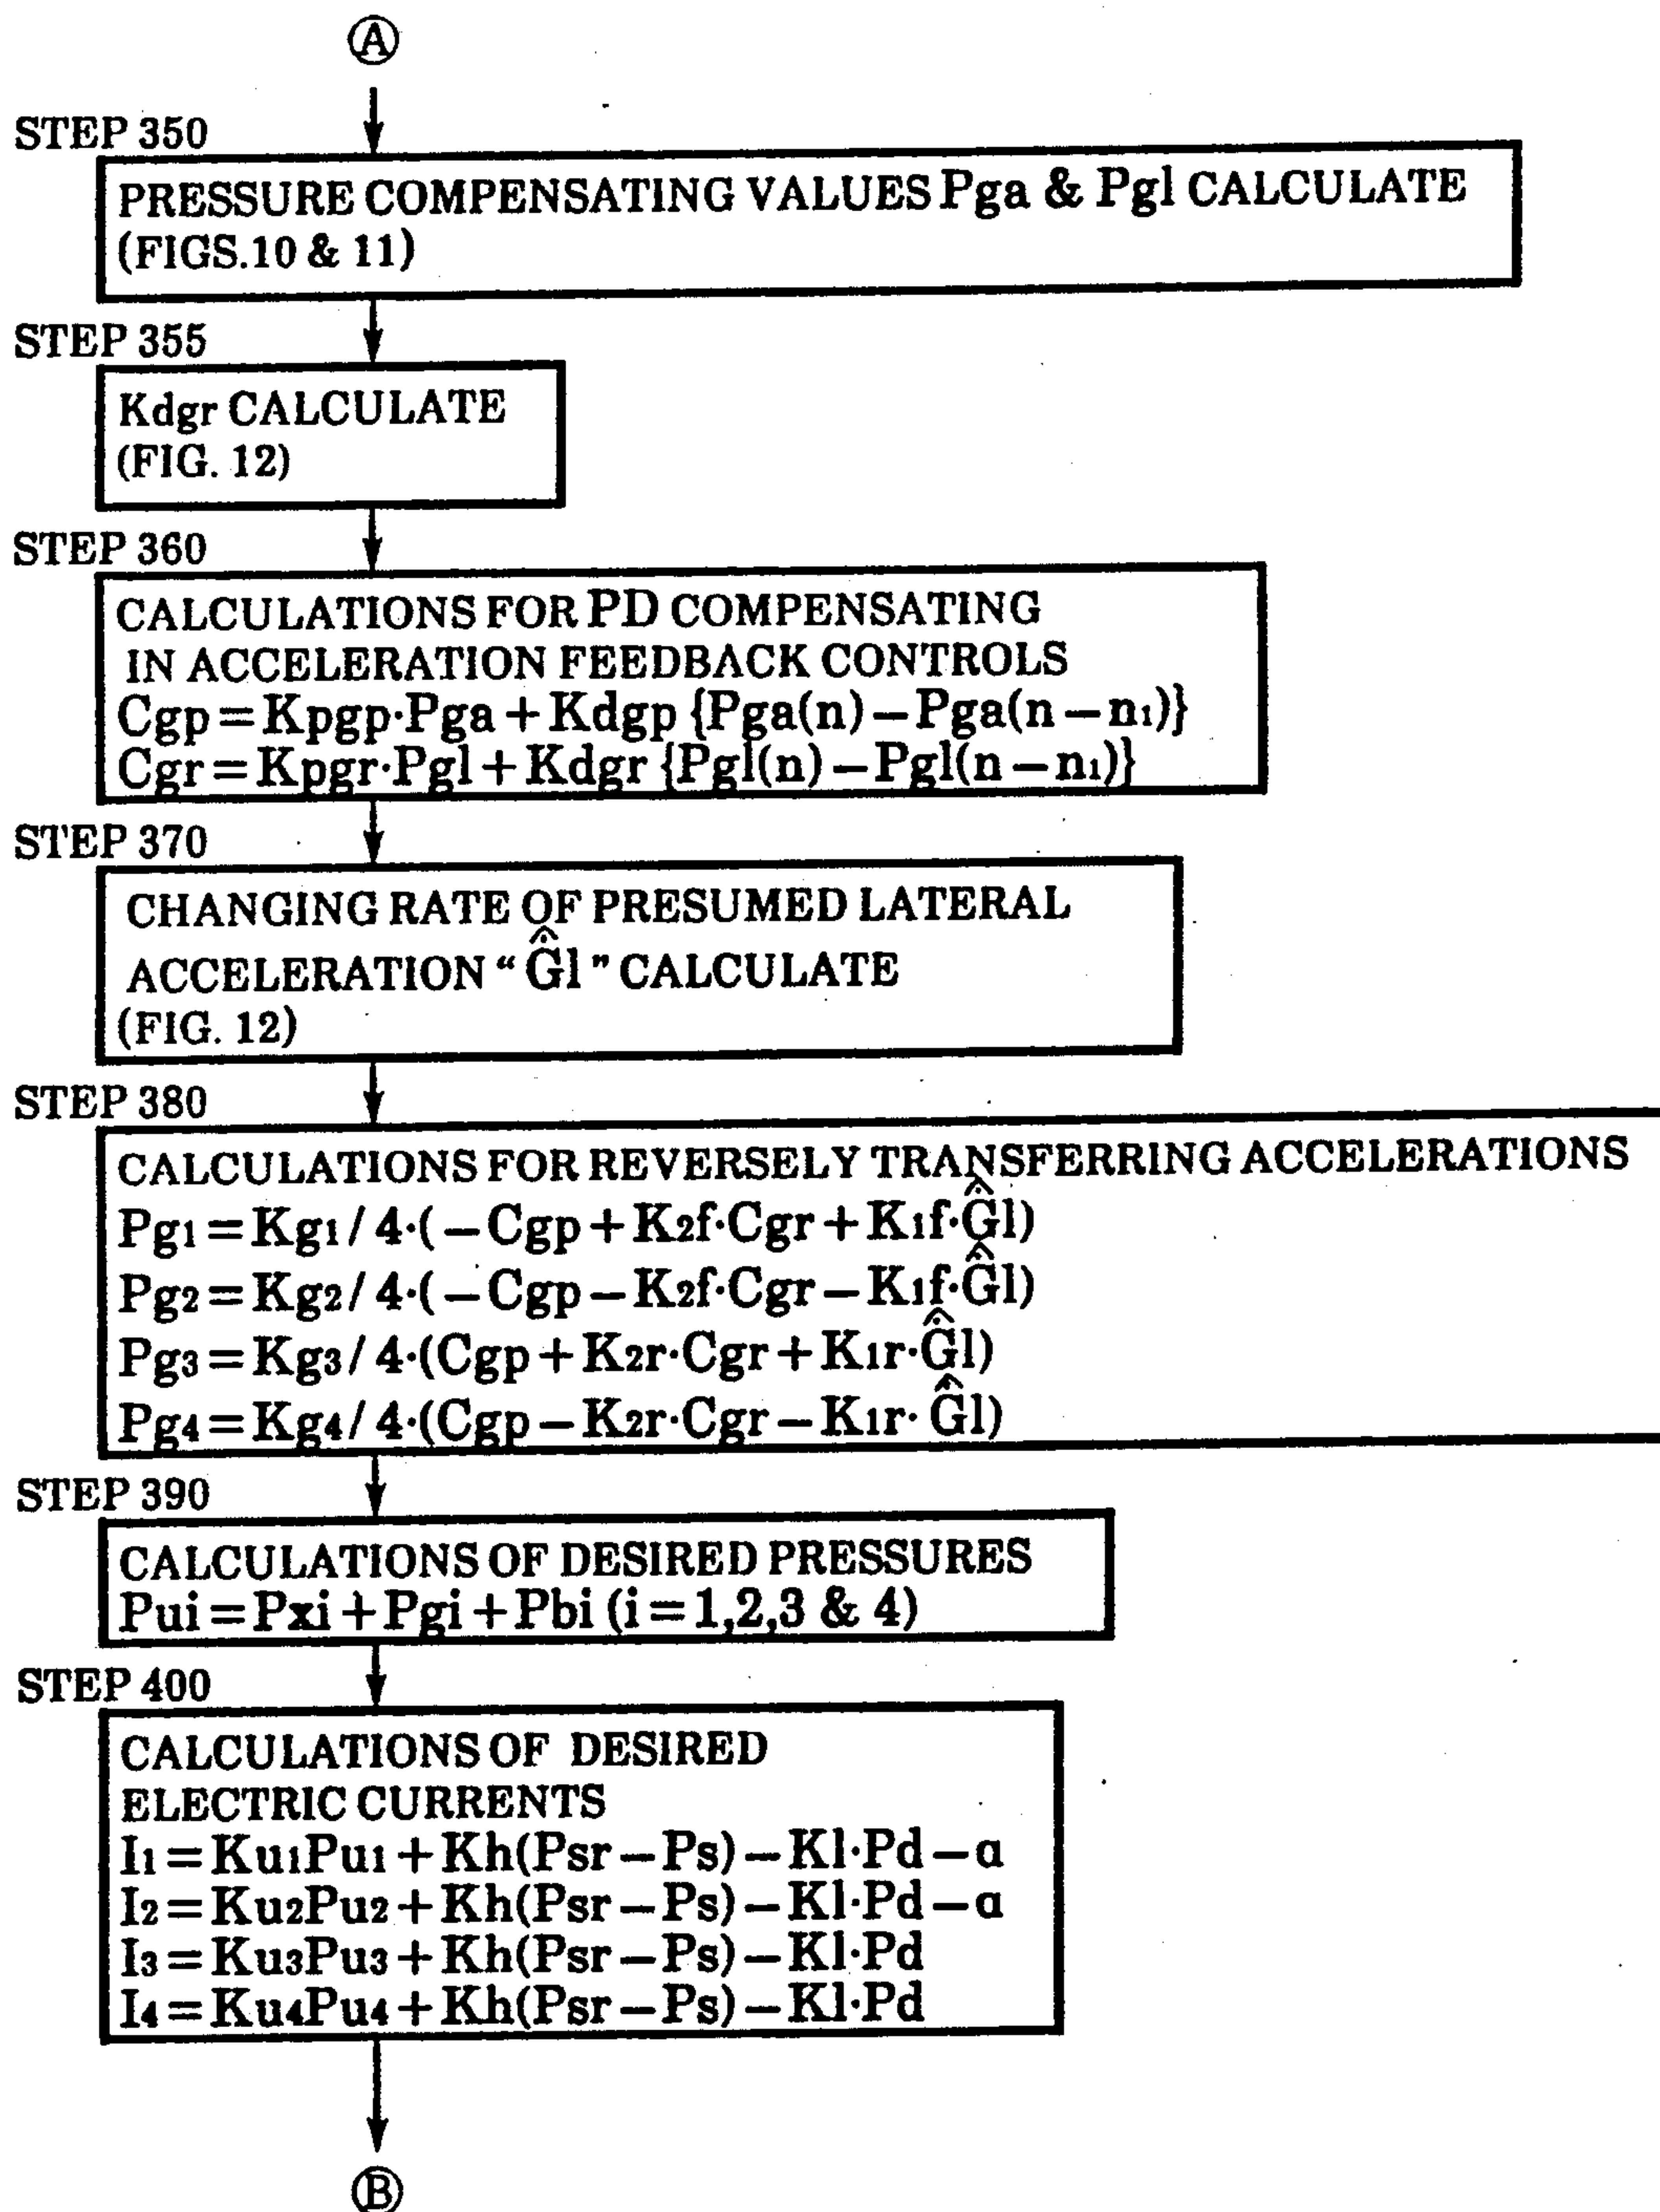 Ⓐ
STEP 350
PRESSURE COMPENSATING VALUES Pga & Pgl CALCULATE
(FIGS.10 & 11)
STEP 355
Kdgr CALCULATE
(FIG. 12)
STEP 360
CALCULATIONS FOR PD COMPENSATING
IN ACCELERATION FEEDBACK CONTROLS
Cgp = Kpgp·Pga + Kdgp {Pga(n) – Pga(n – n₁)}
Cgr = Kpgr·Pgl + Kdgr {Pgl(n) – Pgl(n – n₁)}
STEP 370
CHANGING RATE OF PRESUMED LATERAL
ACCELERATION “ Ġ̂l ” CALCULATE
(FIG. 12)
STEP 380
CALCULATIONS FOR REVERSELY TRANSFERRING ACCELERATIONS
Pg₁ = Kg₁ / 4·( – Cgp + K₂f·Cgr + K₁f·Ġ̂l)
Pg₂ = Kg₂ / 4·( – Cgp – K₂f·Cgr – K₁f·Ġ̂l)
Pg₃ = Kg₃ / 4·(Cgp + K₂r·Cgr + K₁r·Ġ̂l)
Pg₄ = Kg₄ / 4·(Cgp – K₂r·Cgr – K₁r· Ġ̂l)
STEP 390
CALCULATIONS OF DESIRED PRESSURES
Pui = Pxi + Pgi + Pbi (i = 1,2,3 & 4)
STEP 400
CALCULATIONS OF DESIRED
ELECTRIC CURRENTS
I₁ = Ku₁Pu₁ + Kh(Psr – Ps) – Kl·Pd – α
I₂ = Ku₂Pu₂ + Kh(Psr – Ps) – Kl·Pd – α
I₃ = Ku₃Pu₃ + Kh(Psr – Ps) – Kl·Pd
I₄ = Ku₄Pu₄ + Kh(Psr – Ps) – Kl·Pd
Ⓑ